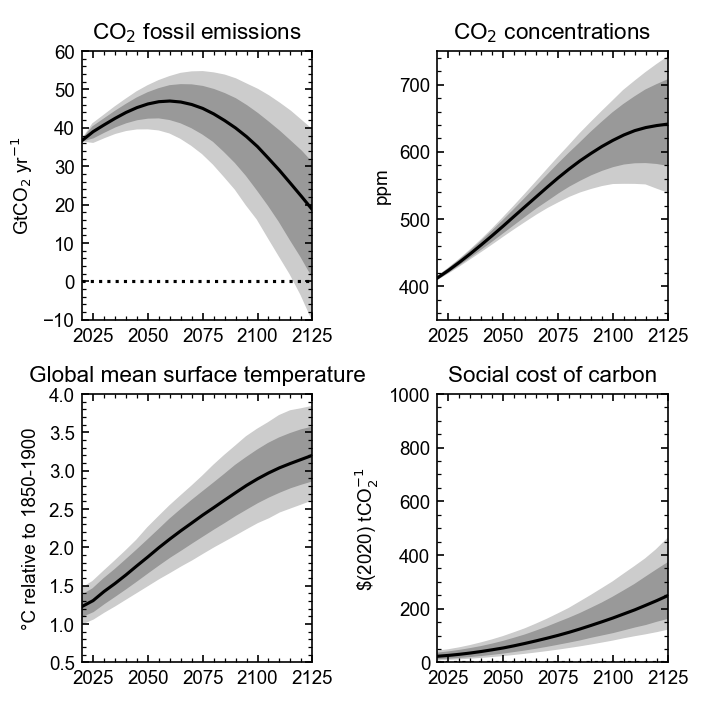 CO₂ fossil emissions
GtCO₂ yr⁻¹
60
50
40
30
20
10
0
−10
2025 2050 2075 2100 2125
CO₂ concentrations
ppm
700
600
500
400
2025 2050 2075 2100 2125
Global mean surface temperature
°C relative to 1850-1900
4.0
3.5
3.0
2.5
2.0
1.5
1.0
0.5
2025 2050 2075 2100 2125
Social cost of carbon
$(2020) tCO₂⁻¹
1000
800
600
400
200
0
2025 2050 2075 2100 2125